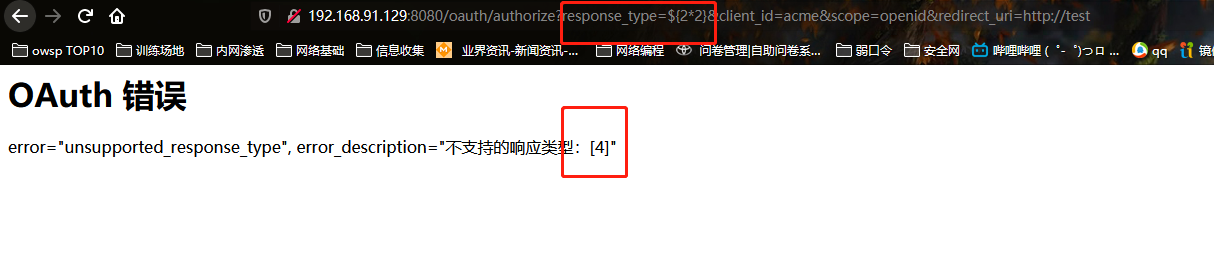 192.168.91.129:8080/oauth/authorize?response_type=${2*2}&client_id=acme&scope=openid&redirect_uri=http://test
owsp TOP10 训练场地 内网渗透 网络基础 信息收集 业界资讯-新闻资讯-... 网络编程 问卷管理|自助问卷系... 弱口令 安全网 哔哩哔哩 ( ゜- ゜)つロ ... qq 镜像
OAuth 错误
error="unsupported_response_type", error_description="不支持的响应类型：[4]"